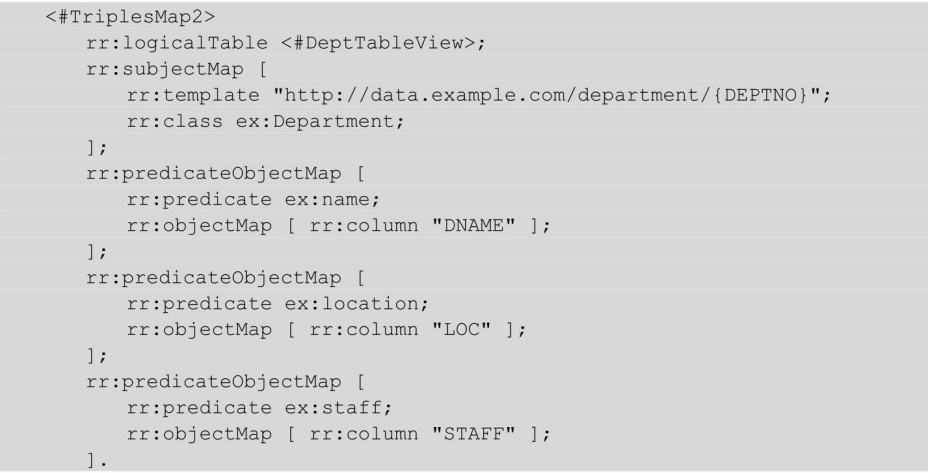 <#TriplesMap2>
rr:logicalTable <#DeptTableView>;
rr:subjectMap [
rr:template "http://data.example.com/department/{DEPTNO}";
rr:class ex:Department;
];
rr:predicateObjectMap [
rr:predicate ex:name;
rr:objectMap [ rr:column "DNAME" ];
];
rr:predicateObjectMap [
rr:predicate ex:location;
rr:objectMap [ rr:column "LOC" ];
];
rr:predicateObjectMap [
rr:predicate ex:staff;
rr:objectMap [ rr:column "STAFF" ];
].